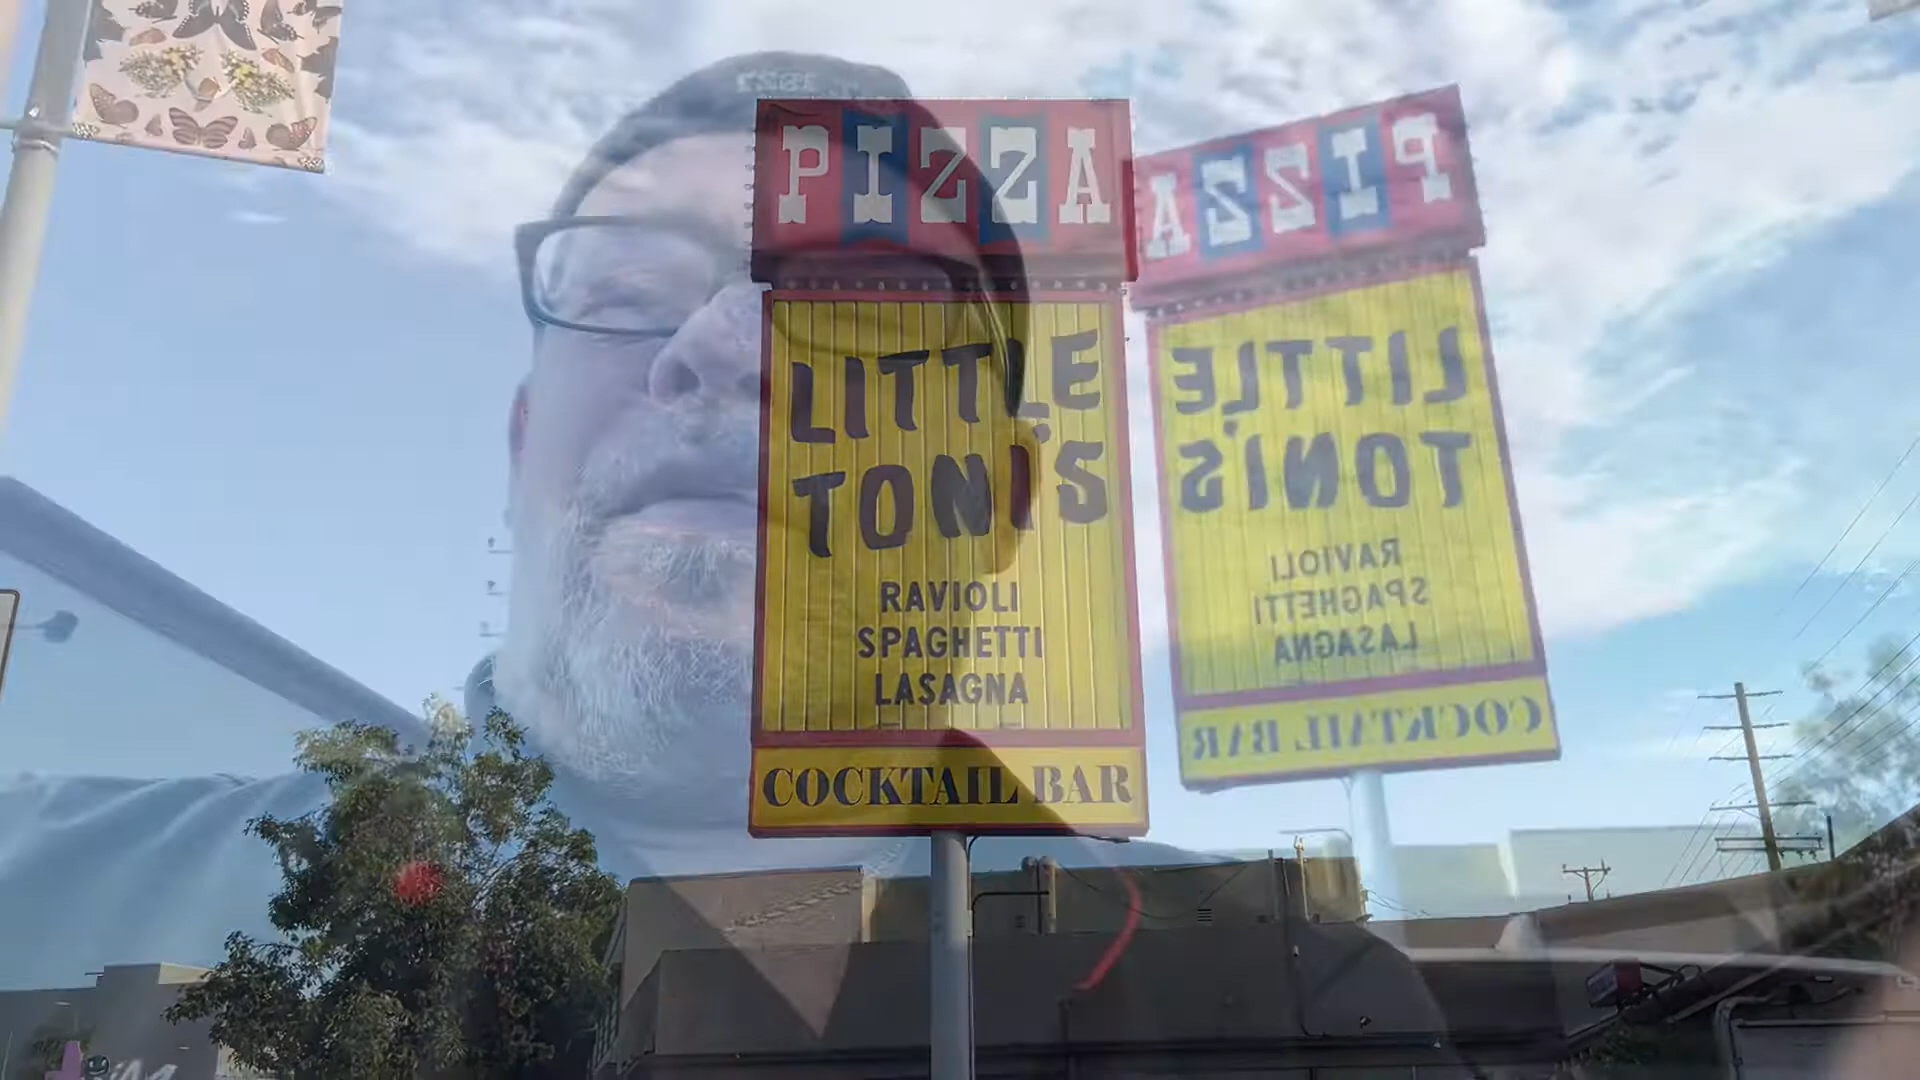 PIZZA
LITTLE
TONI'S
RAVIOLI
SPAGHETTI
LASAGNA
COCKTAIL BAR
PIZZA
LITTLE
TONI'S
RAVIOLI
SPAGHETTI
LASAGNA
COCKTAIL BAR